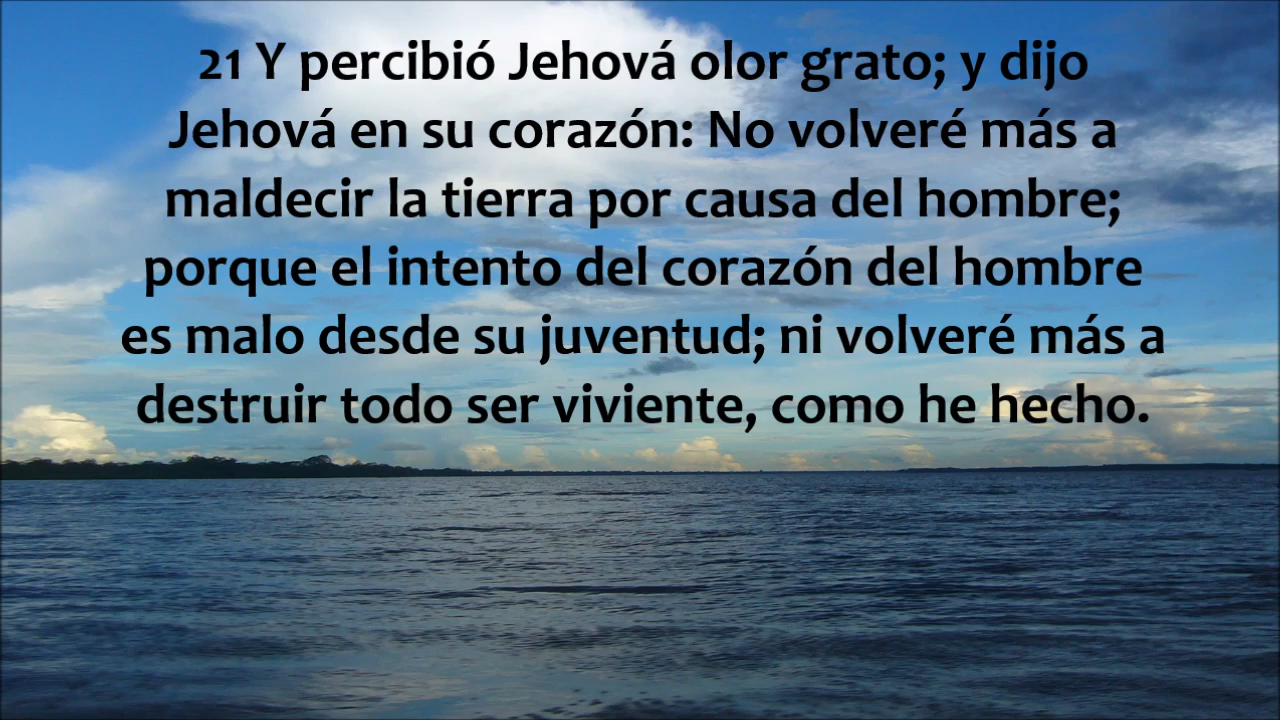 21 Y percibió Jehová olor grato; y dijo
Jehová en su corazón: No volveré más a
maldecir la tierra por causa del hombre;
porque el intento del corazón del hombre
es malo desde su juventud; ni volveré más a
destruir todo ser viviente, como he hecho.